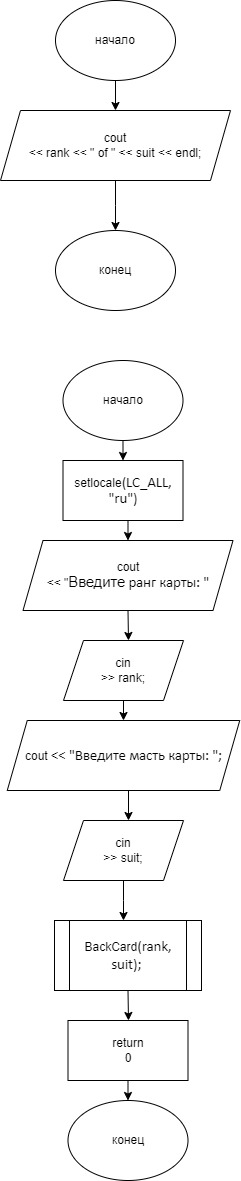 начало
cout
<< rank << " of " << suit << endl;
конец
начало
setlocale(LC_ALL,
"ru")
cout
<< "Введите ранг карты: "
cin
>> rank;
cout << "Введите масть карты: ";
cin
>> suit;
BackCard(rank,
suit);
return
0
конец